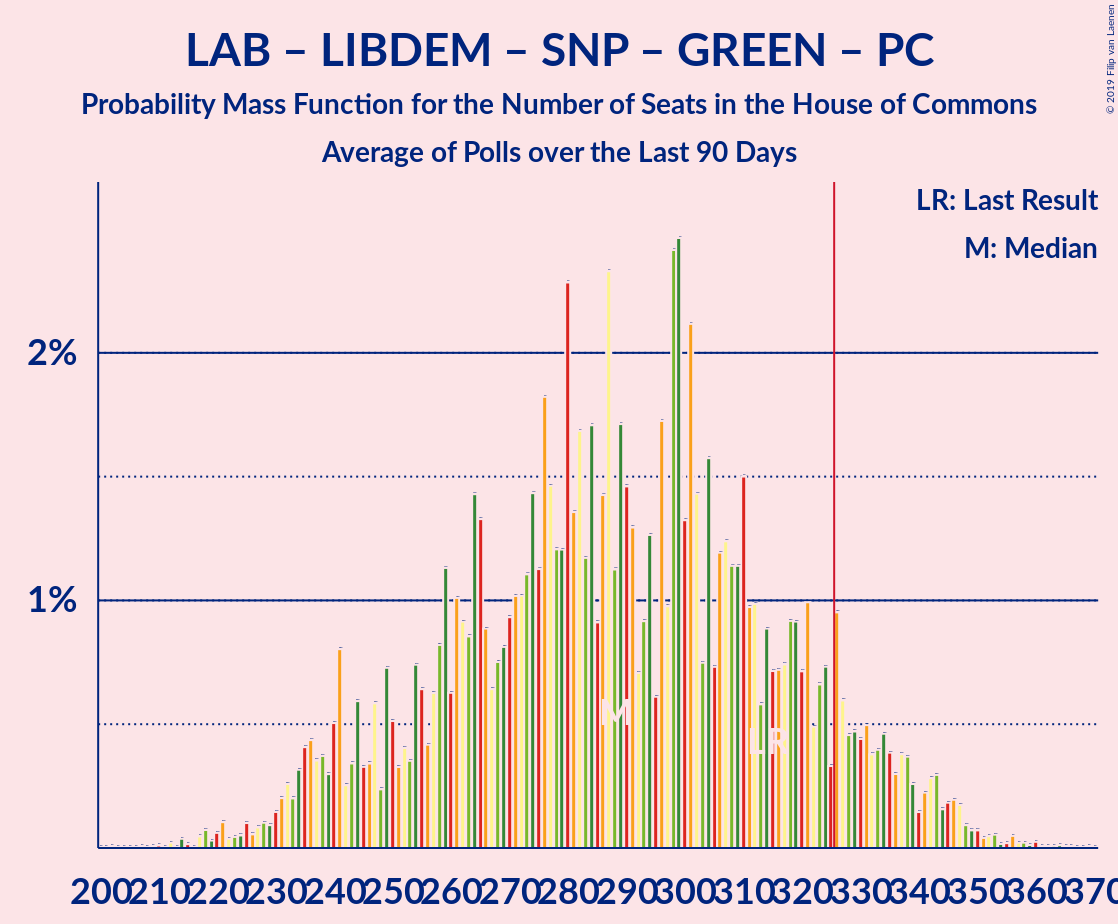 LAB – LIBDEM – SNP – GREEN – PC
Probability Mass Function for the Number of Seats in the House of Commons
Average of Polls over the Last 90 Days
© 2019 Filip van Laenen
LR: Last Result
M: Median
2%
1%
M
LR
200 210 220 230 240 250 260 270 280 290 300 310 320 330 340 350 360 370